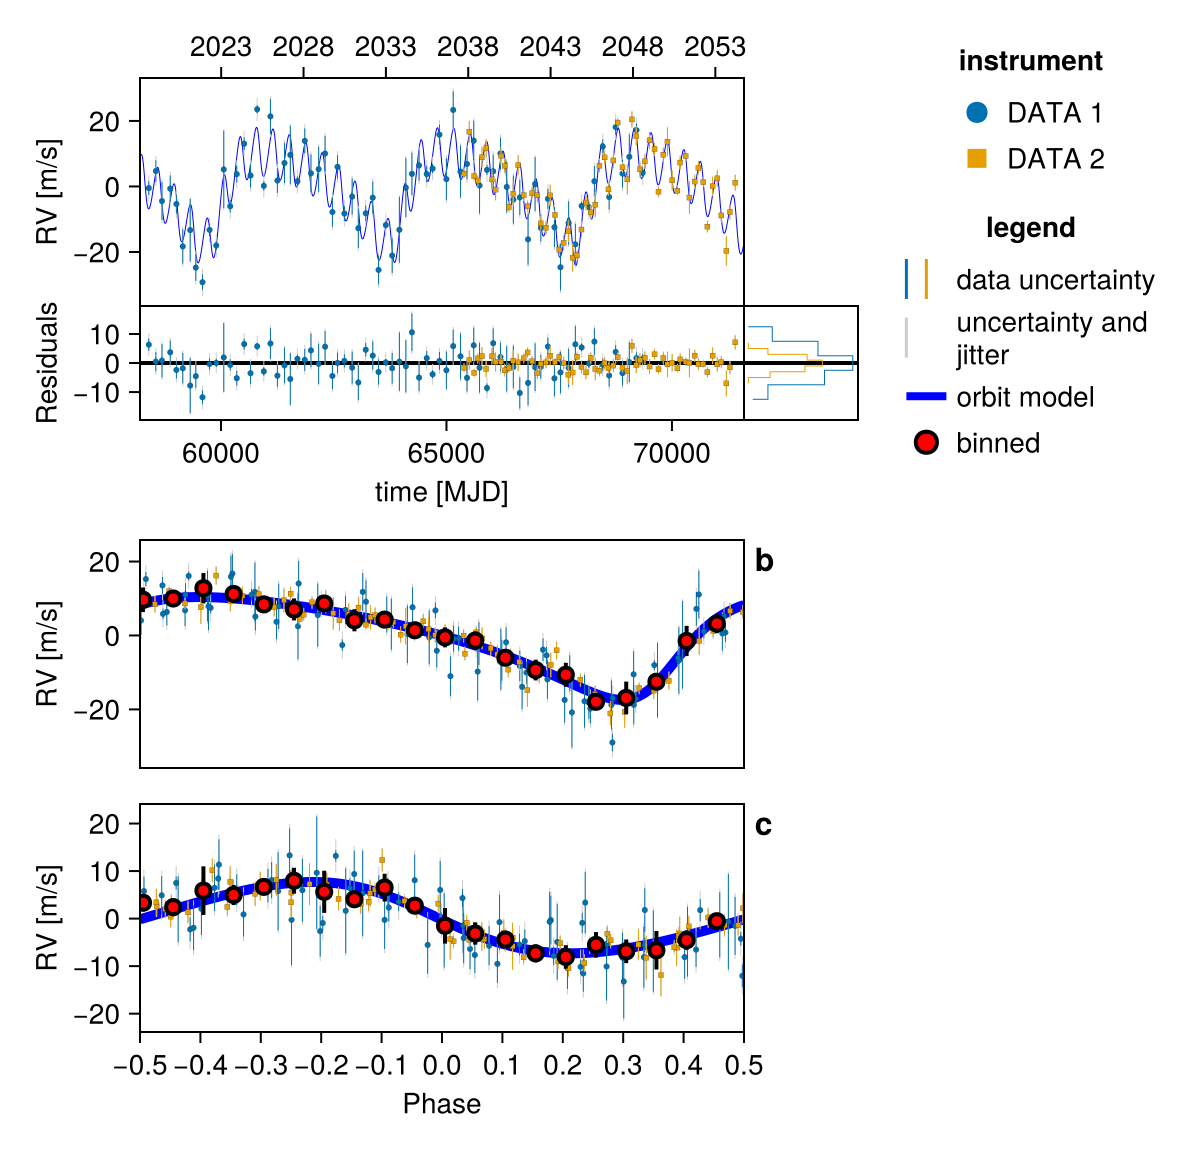 2023 2028 2033 2038 2043 2048 2053
RV [m/s]
20
0
−20
Residuals
10
0
−10
60000 65000 70000
time [MJD]
instrument
DATA 1
DATA 2
legend
data uncertainty
uncertainty and
jitter
orbit model
binned
b
RV [m/s]
20
0
−20
c
RV [m/s]
20
10
0
−10
−20
−0.5 −0.4 −0.3 −0.2 −0.1 0.0 0.1 0.2 0.3 0.4 0.5
Phase